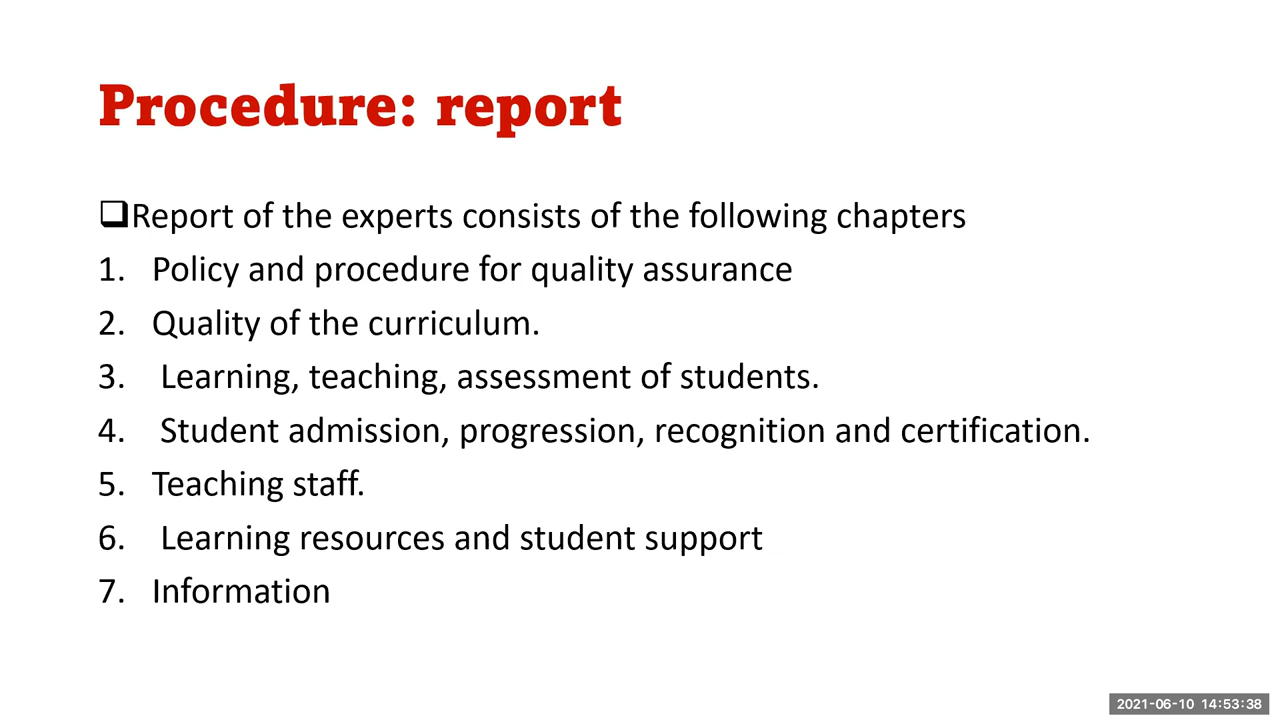 Procedure: report
❑Report of the experts consists of the following chapters
1. Policy and procedure for quality assurance
2. Quality of the curriculum.
3. Learning, teaching, assessment of students.
4. Student admission, progression, recognition and certification.
5. Teaching staff.
6. Learning resources and student support
7. Information
2021-06-10 14:53:38